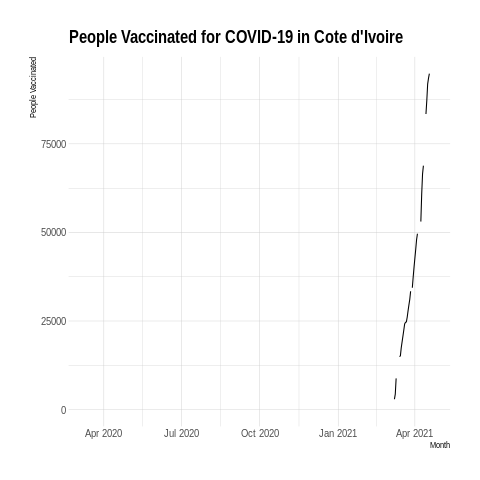 People Vaccinated for COVID-19 in Cote d'Ivoire
People Vaccinated
75000
50000
25000
0
Apr 2020 Jul 2020 Oct 2020 Jan 2021 Apr 2021
Month